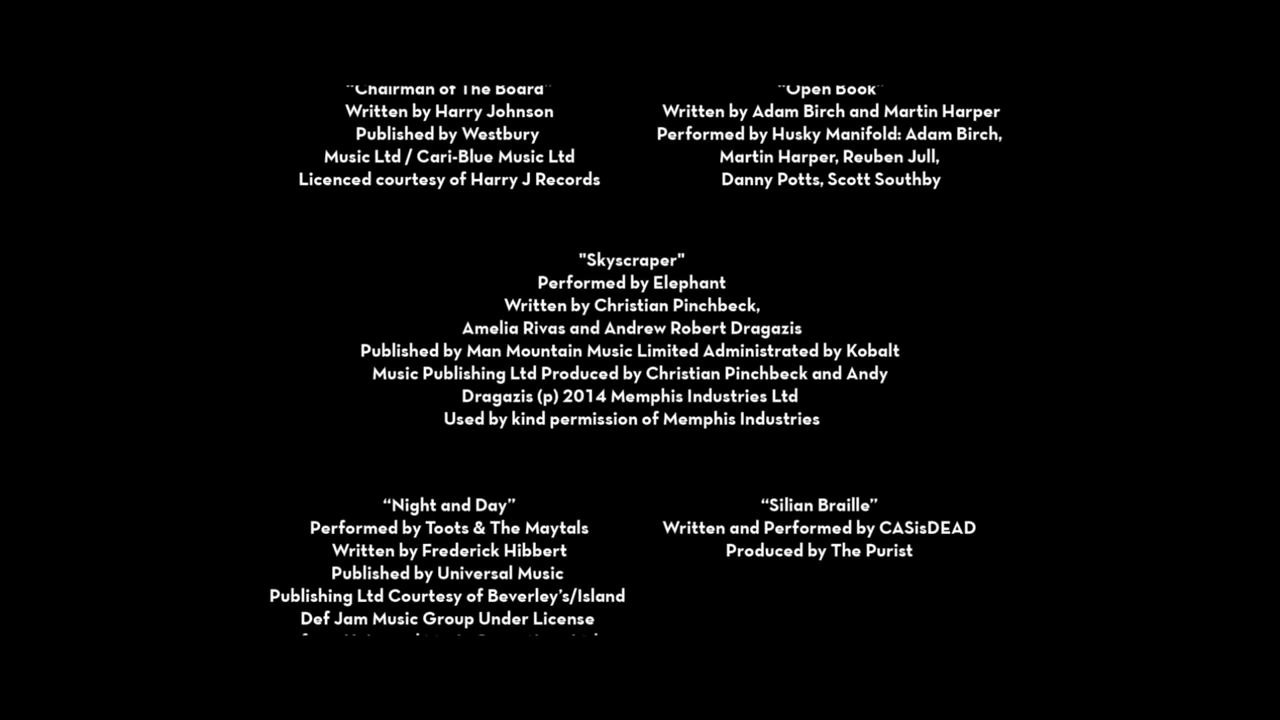 “Chairman of The Board”
Written by Harry Johnson
Published by Westbury
Music Ltd / Cari-Blue Music Ltd
Licenced courtesy of Harry J Records
“Open Book”
Written by Adam Birch and Martin Harper
Performed by Husky Manifold: Adam Birch,
Martin Harper, Reuben Jull,
Danny Potts, Scott Southby
"Skyscraper"
Performed by Elephant
Written by Christian Pinchbeck,
Amelia Rivas and Andrew Robert Dragazis
Published by Man Mountain Music Limited Administrated by Kobalt
Music Publishing Ltd Produced by Christian Pinchbeck and Andy
Dragazis (p) 2014 Memphis Industries Ltd
Used by kind permission of Memphis Industries
“Night and Day”
Performed by Toots & The Maytals
Written by Frederick Hibbert
Published by Universal Music
Publishing Ltd Courtesy of Beverley’s/Island
Def Jam Music Group Under License
“Silian Braille”
Written and Performed by CASisDEAD
Produced by The Purist